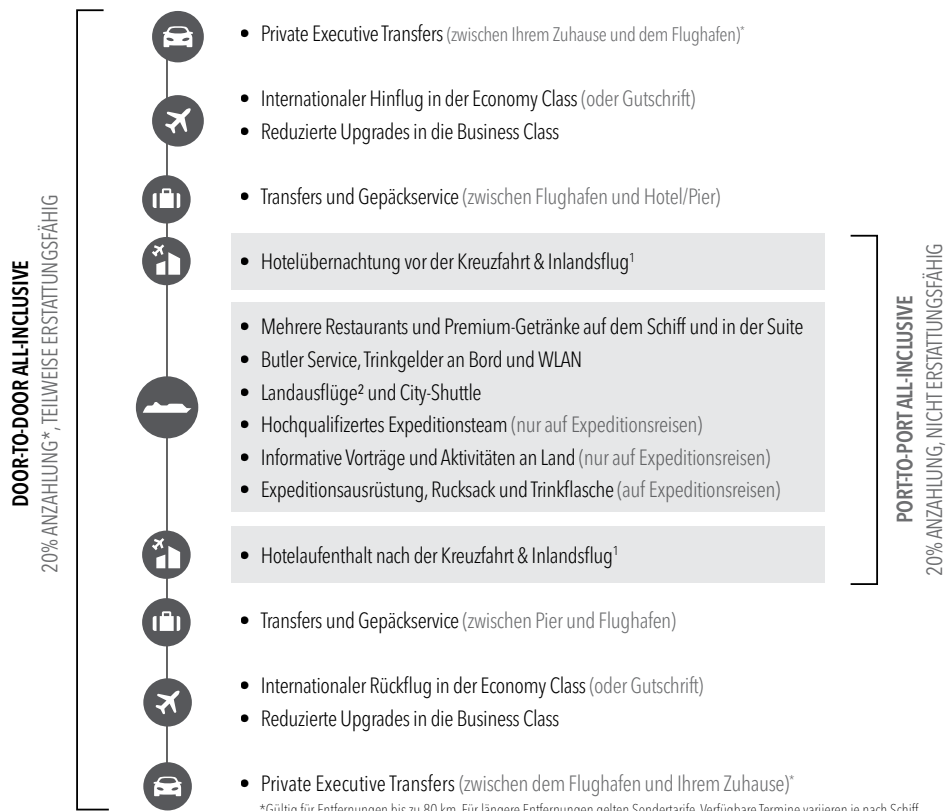 DOOR-TO-DOOR ALL-INCLUSIVE
20% ANZAHLUNG*, TEILWEISE ERSTATTUNGSFÄHIG
• Private Executive Transfers (zwischen Ihrem Zuhause und dem Flughafen)*
• Internationaler Hinflug in der Economy Class (oder Gutschrift)
• Reduzierte Upgrades in die Business Class
• Transfers und Gepäckservice (zwischen Flughafen und Hotel/Pier)
• Hotelübernachtung vor der Kreuzfahrt & Inlandsflug¹
• Mehrere Restaurants und Premium-Getränke auf dem Schiff und in der Suite
• Butler Service, Trinkgelder an Bord und WLAN
• Landausflüge² und City-Shuttle
• Hochqualifizertes Expeditionsteam (nur auf Expeditionsreisen)
• Informative Vorträge und Aktivitäten an Land (nur auf Expeditionsreisen)
• Expeditionsausrüstung, Rucksack und Trinkflasche (auf Expeditionsreisen)
• Hotelaufenthalt nach der Kreuzfahrt & Inlandsflug¹
• Transfers und Gepäckservice (zwischen Pier und Flughafen)
• Internationaler Rückflug in der Economy Class (oder Gutschrift)
• Reduzierte Upgrades in die Business Class
• Private Executive Transfers (zwischen dem Flughafen und Ihrem Zuhause)*
*Gültig für Entfernungen bis zu 80 km. Für längere Entfernungen gelten Sondertarife. Verfügbare Termine variieren je nach Schiff.
PORT-TO-PORT ALL-INCLUSIVE
20% ANZAHLUNG, NICHT ERSTATTUNGSFÄHIG